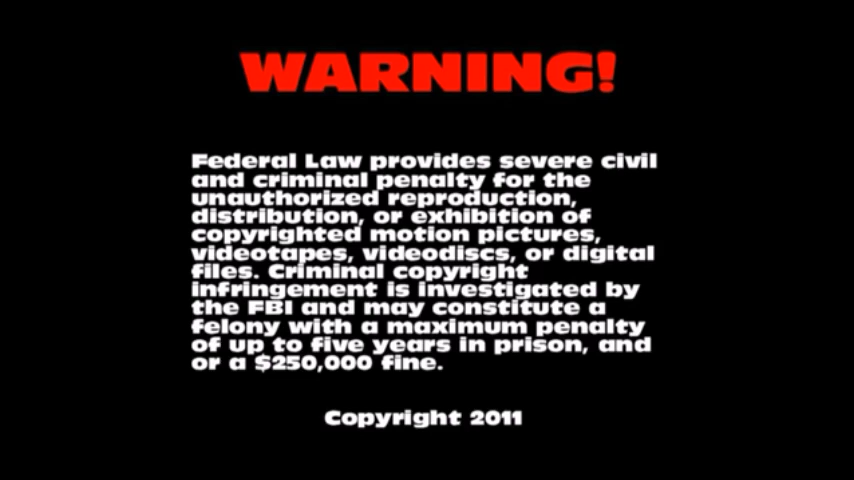 WARNING!
Federal Law provides severe civil
and criminal penalty for the
unauthorized reproduction,
distribution, or exhibition of
copyrighted motion pictures,
videotapes, videodiscs, or digital
files. Criminal copyright
infringement is investigated by
the FBI and may constitute a
felony with a maximum penalty
of up to five years in prison, and
or a $250,000 fine.
Copyright 2011